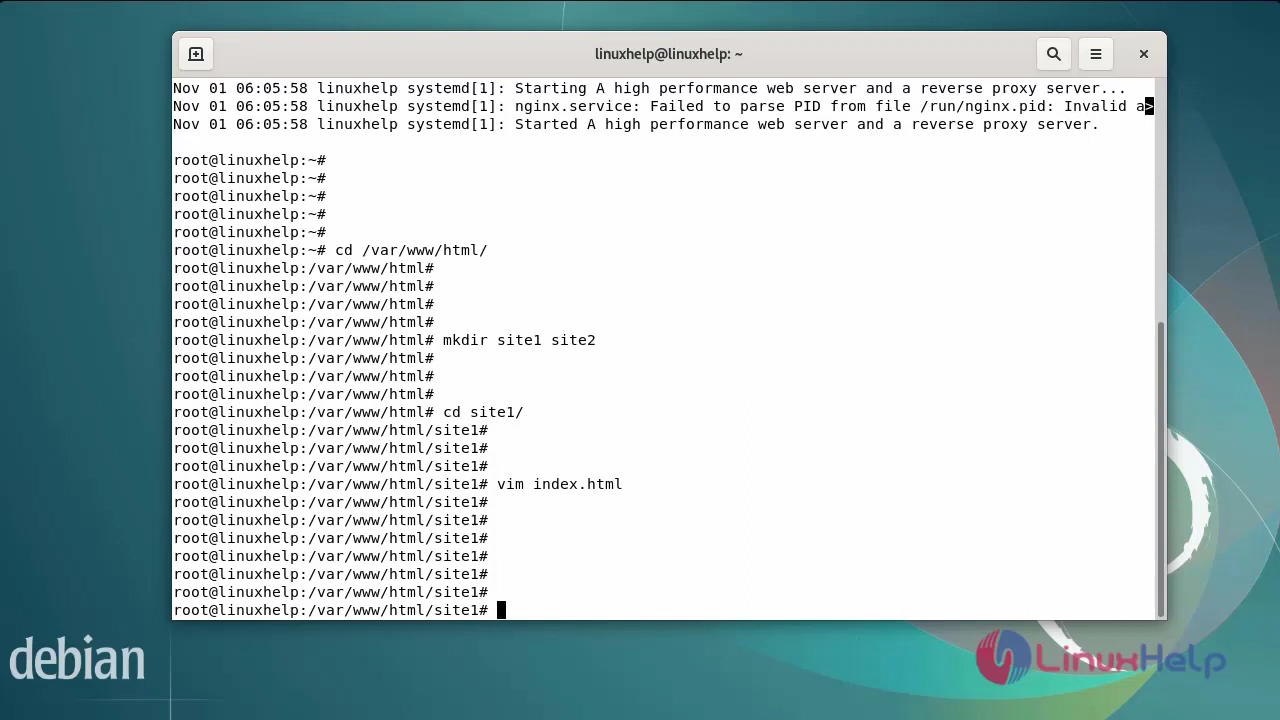 linuxhelp@linuxhelp: ~
Nov 01 06:05:58 linuxhelp systemd[1]: Starting A high performance web server and a reverse proxy server...
Nov 01 06:05:58 linuxhelp systemd[1]: nginx.service: Failed to parse PID from file /run/nginx.pid: Invalid a>
Nov 01 06:05:58 linuxhelp systemd[1]: Started A high performance web server and a reverse proxy server.
root@linuxhelp:~#
root@linuxhelp:~#
root@linuxhelp:~#
root@linuxhelp:~#
root@linuxhelp:~#
root@linuxhelp:~# cd /var/www/html/
root@linuxhelp:/var/www/html#
root@linuxhelp:/var/www/html#
root@linuxhelp:/var/www/html#
root@linuxhelp:/var/www/html#
root@linuxhelp:/var/www/html# mkdir site1 site2
root@linuxhelp:/var/www/html#
root@linuxhelp:/var/www/html#
root@linuxhelp:/var/www/html#
root@linuxhelp:/var/www/html# cd site1/
root@linuxhelp:/var/www/html/site1#
root@linuxhelp:/var/www/html/site1#
root@linuxhelp:/var/www/html/site1#
root@linuxhelp:/var/www/html/site1# vim index.html
root@linuxhelp:/var/www/html/site1#
root@linuxhelp:/var/www/html/site1#
root@linuxhelp:/var/www/html/site1#
root@linuxhelp:/var/www/html/site1#
root@linuxhelp:/var/www/html/site1#
root@linuxhelp:/var/www/html/site1#
root@linuxhelp:/var/www/html/site1#
debian
LinuxHelp